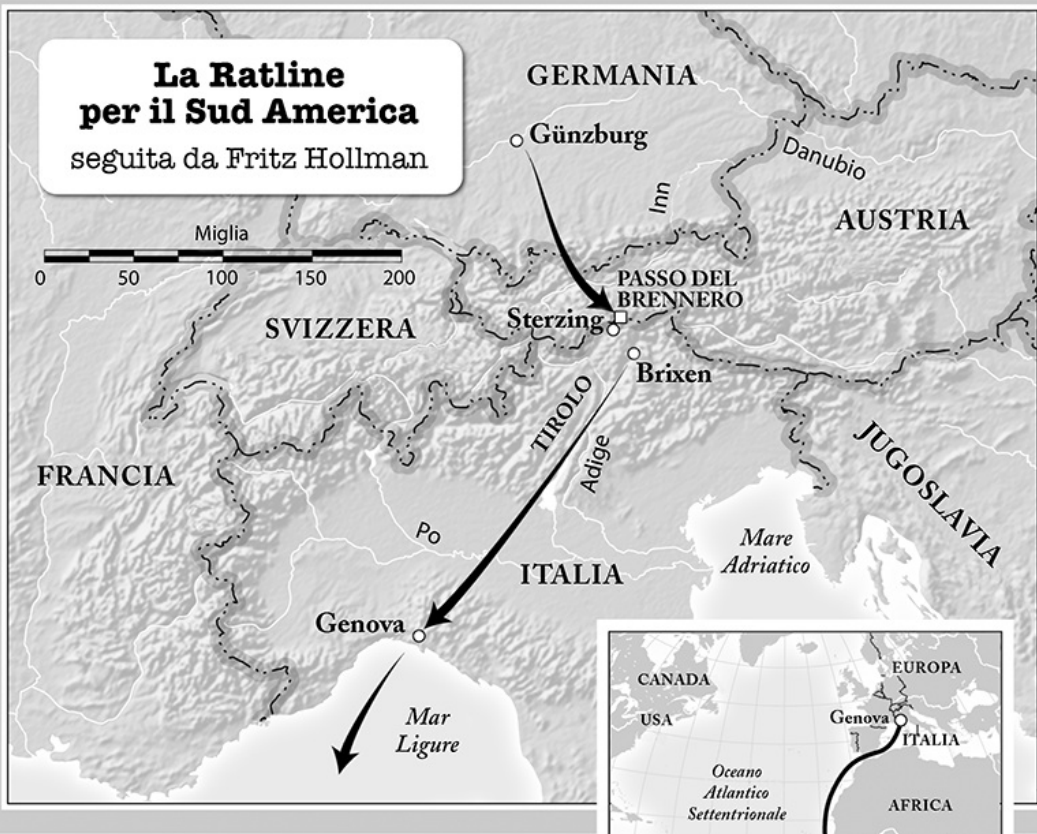 La Ratline
per il Sud America
seguita da Fritz Hollman
Miglia
0 50 100 150 200
GERMANIA
Günzburg
Danubio
Inn
AUSTRIA
PASSO DEL
BRENNERO
Sterzing
SVIZZERA
Brixen
TIROLO
Adige
JUGOSLAVIA
FRANCIA
Po
Mare
Adriatico
ITALIA
Genova
Mar
Ligure
CANADA
EUROPA
USA
Genova
ITALIA
Oceano
Atlantico
Settentrionale
AFRICA